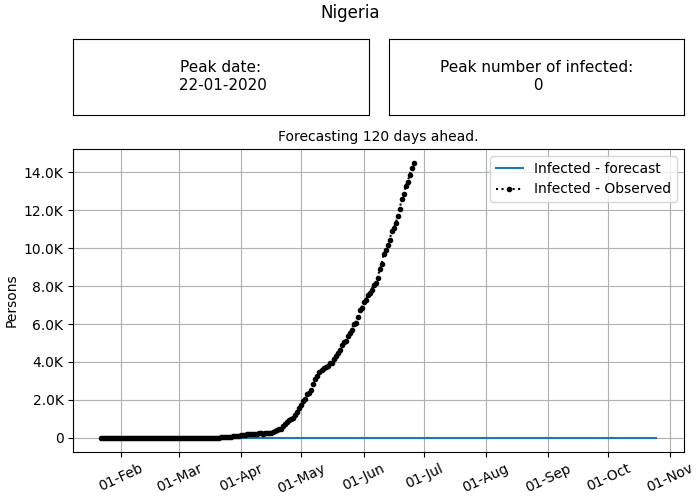 Nigeria
Peak date:
22-01-2020
Peak number of infected:
0
Forecasting 120 days ahead.
Infected - forecast
Infected - Observed
Persons
14.0K
12.0K
10.0K
8.0K
6.0K
4.0K
2.0K
0
01-Feb
01-Mar
01-Apr
01-May
01-Jun
01-Jul
01-Aug
01-Sep
01-Oct
01-Nov